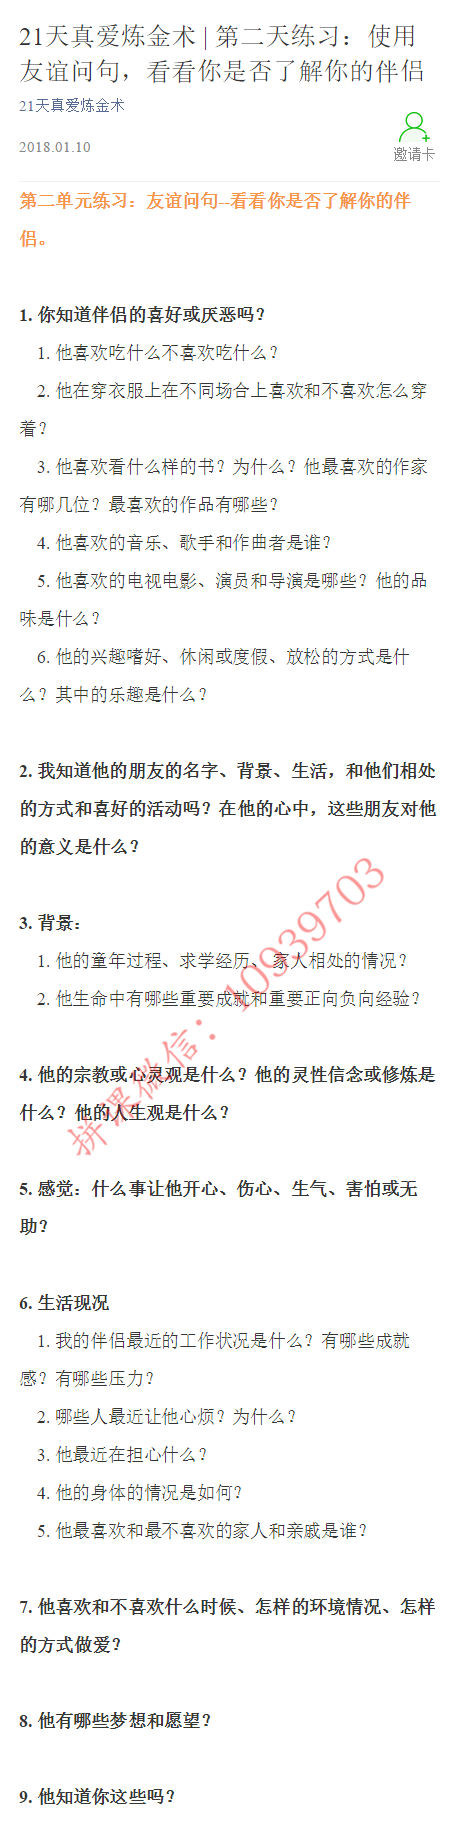 21天真爱炼金术 | 第二天练习：使用
友谊问句，看看你是否了解你的伴侣
21天真爱炼金术
2018.01.10
邀请卡
第二单元练习：友谊问句--看看你是否了解你的伴
侣。
1. 你知道伴侣的喜好或厌恶吗？
1. 他喜欢吃什么不喜欢吃什么？
2. 他在穿衣服上在不同场合上喜欢和不喜欢怎么穿
着？
3. 他喜欢看什么样的书？为什么？他最喜欢的作家
有哪几位？最喜欢的作品有哪些？
4. 他喜欢的音乐、歌手和作曲者是谁？
5. 他喜欢的电视电影、演员和导演是哪些？他的品
味是什么？
6. 他的兴趣嗜好、休闲或度假、放松的方式是什
么？其中的乐趣是什么？
2. 我知道他的朋友的名字、背景、生活，和他们相处
的方式和喜好的活动吗？在他的心中，这些朋友对他
的意义是什么？
3. 背景：
1. 他的童年过程、求学经历、家人相处的情况？
2. 他生命中有哪些重要成就和重要正向负向经验？
4. 他的宗教或心灵观是什么？他的灵性信念或修炼是
什么？他的人生观是什么？
5. 感觉：什么事让他开心、伤心、生气、害怕或无
助？
6. 生活现况
1. 我的伴侣最近的工作状况是什么？有哪些成就
感？有哪些压力？
2. 哪些人最近让他心烦？为什么？
3. 他最近在担心什么？
4. 他的身体的情况是如何？
5. 他最喜欢和最不喜欢的家人和亲戚是谁？
7. 他喜欢和不喜欢什么时候、怎样的环境情况、怎样
的方式做爱？
8. 他有哪些梦想和愿望？
9. 他知道你这些吗？
拼课微信：10939703